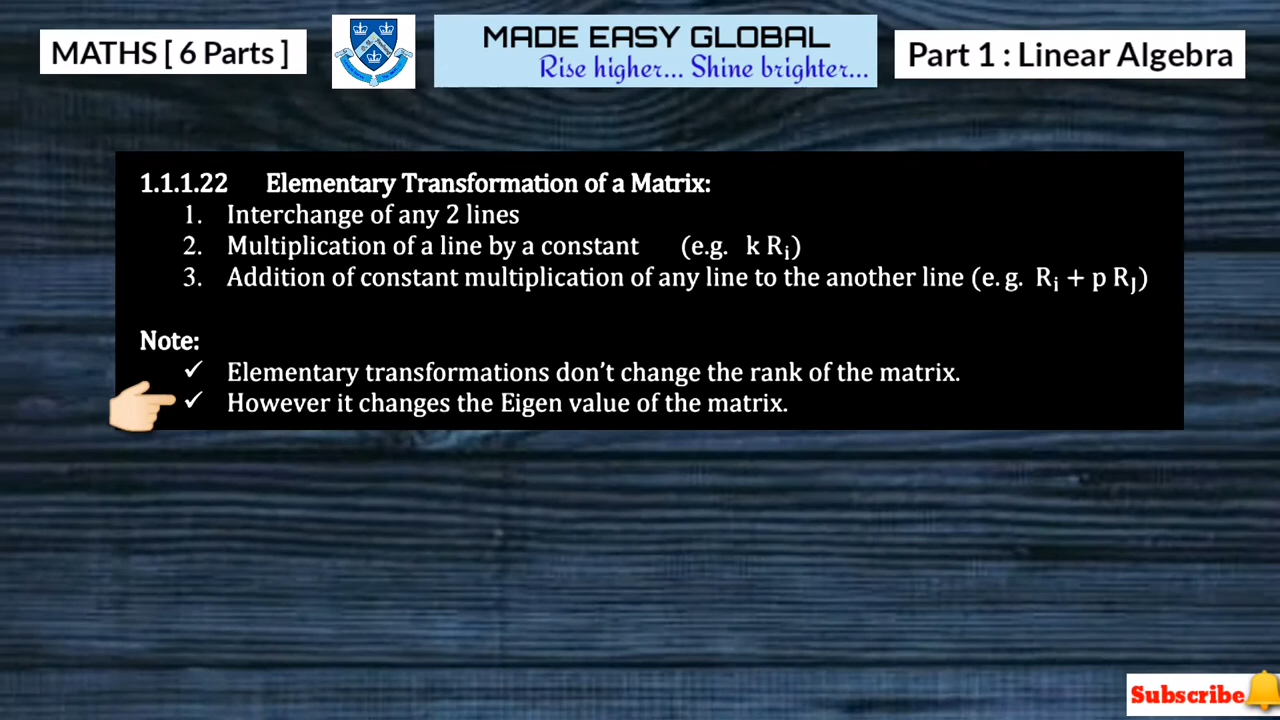 MATHS [ 6 Parts ]
MADE EASY GLOBAL
Rise higher... Shine brighter...
Part 1 : Linear Algebra
1.1.1.22 Elementary Transformation of a Matrix:
1. Interchange of any 2 lines
2. Multiplication of a line by a constant (e.g. k Rᵢ)
3. Addition of constant multiplication of any line to the another line (e. g. Rᵢ + p R_J)
Note:
✓ Elementary transformations don't change the rank of the matrix.
✓ However it changes the Eigen value of the matrix.
Subscribe